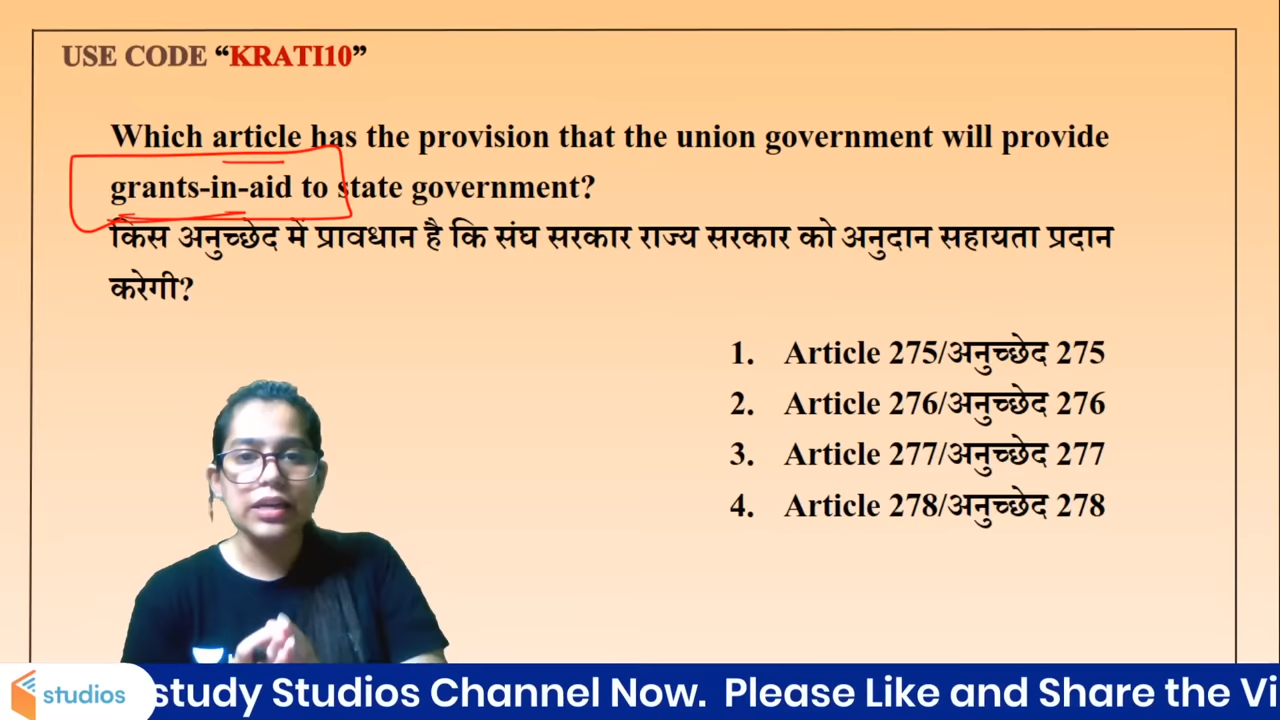 USE CODE “KRATI10”
Which article has the provision that the union government will provide
grants-in-aid to state government?
किस अनुच्छेद में प्रावधान है कि संघ सरकार राज्य सरकार को अनुदान सहायता प्रदान
करेगी?
1. Article 275/अनुच्छेद 275
2. Article 276/अनुच्छेद 276
3. Article 277/अनुच्छेद 277
4. Article 278/अनुच्छेद 278
studios
study Studios Channel Now. Please Like and Share the Vi